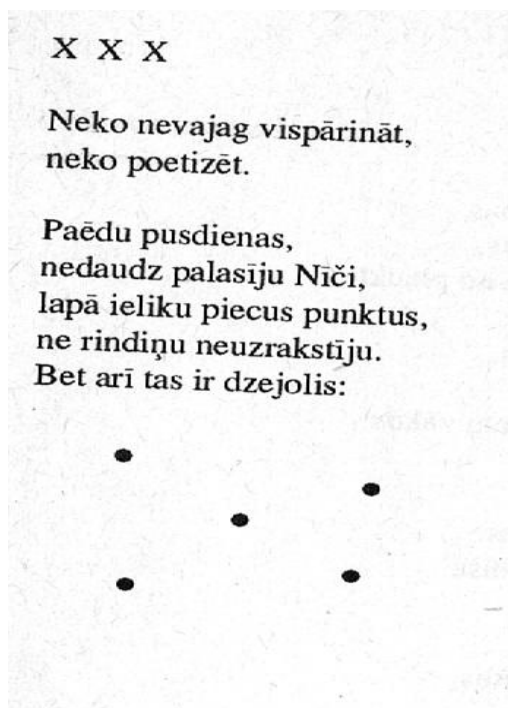 X X X
Neko nevajag vispārināt,
neko poetizēt.
Paēdu pusdienas,
nedaudz palasīju Nīči,
lapā ieliku piecus punktus,
ne rindiņu neuzrakstīju.
Bet arī tas ir dzejolis: